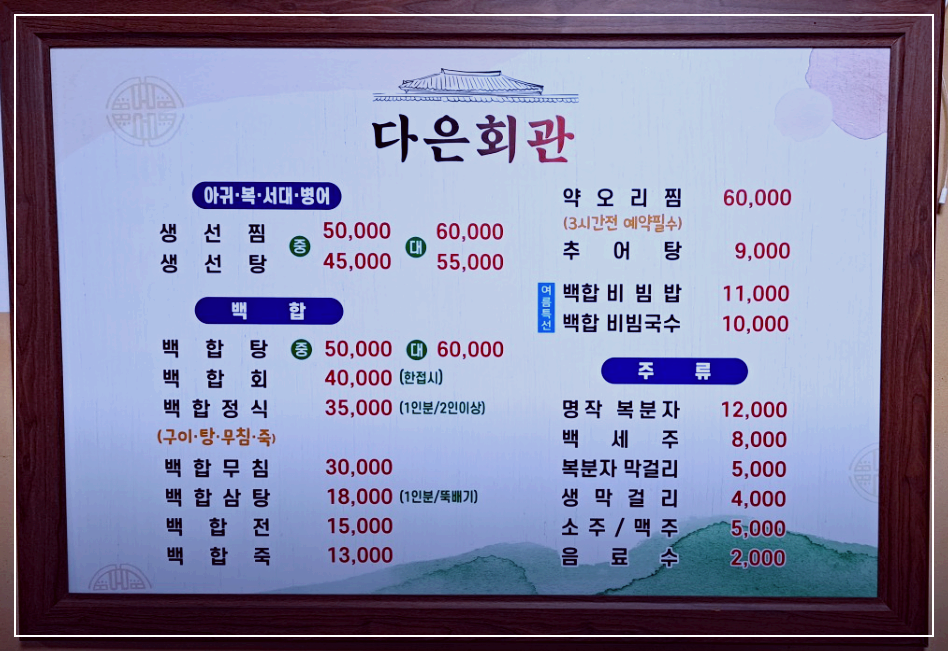 다은회관
아귀·복·서대·병어
생선찜 중 50,000 대 60,000
생선탕 45,000 55,000
백합
백합탕 중 50,000 대 60,000
백합회 40,000 (한접시)
백합정식 35,000 (1인분/2인이상)
(구이·탕·무침·죽)
백합무침 30,000
백합삼탕 18,000 (1인분/뚝배기)
백합전 15,000
백합죽 13,000
약오리찜 60,000
(3시간전 예약필수)
추어탕 9,000
여름특선
백합비빔밥 11,000
백합 비빔국수 10,000
주류
명작 복분자 12,000
백세주 8,000
복분자 막걸리 5,000
생막걸리 4,000
소주/맥주 5,000
음료수 2,000